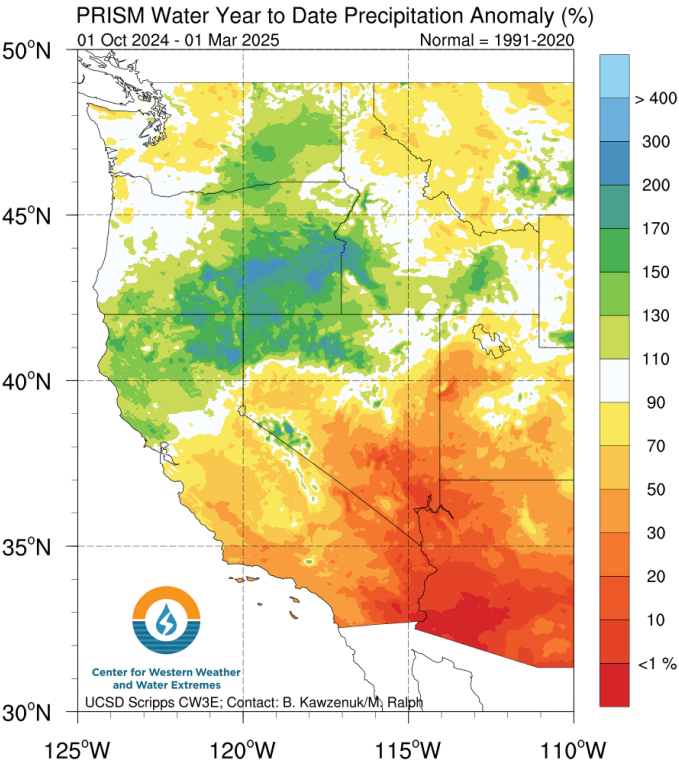 PRISM Water Year to Date Precipitation Anomaly (%)
01 Oct 2024 - 01 Mar 2025 Normal = 1991-2020
50°N
45°N
40°N
35°N
30°N
125°W 120°W 115°W 110°W
> 400
300
200
170
150
130
110
90
70
50
30
20
10
<1 %
Center for Western Weather
and Water Extremes
UCSD Scripps CW3E; Contact: B. Kawzenuk/M. Ralph